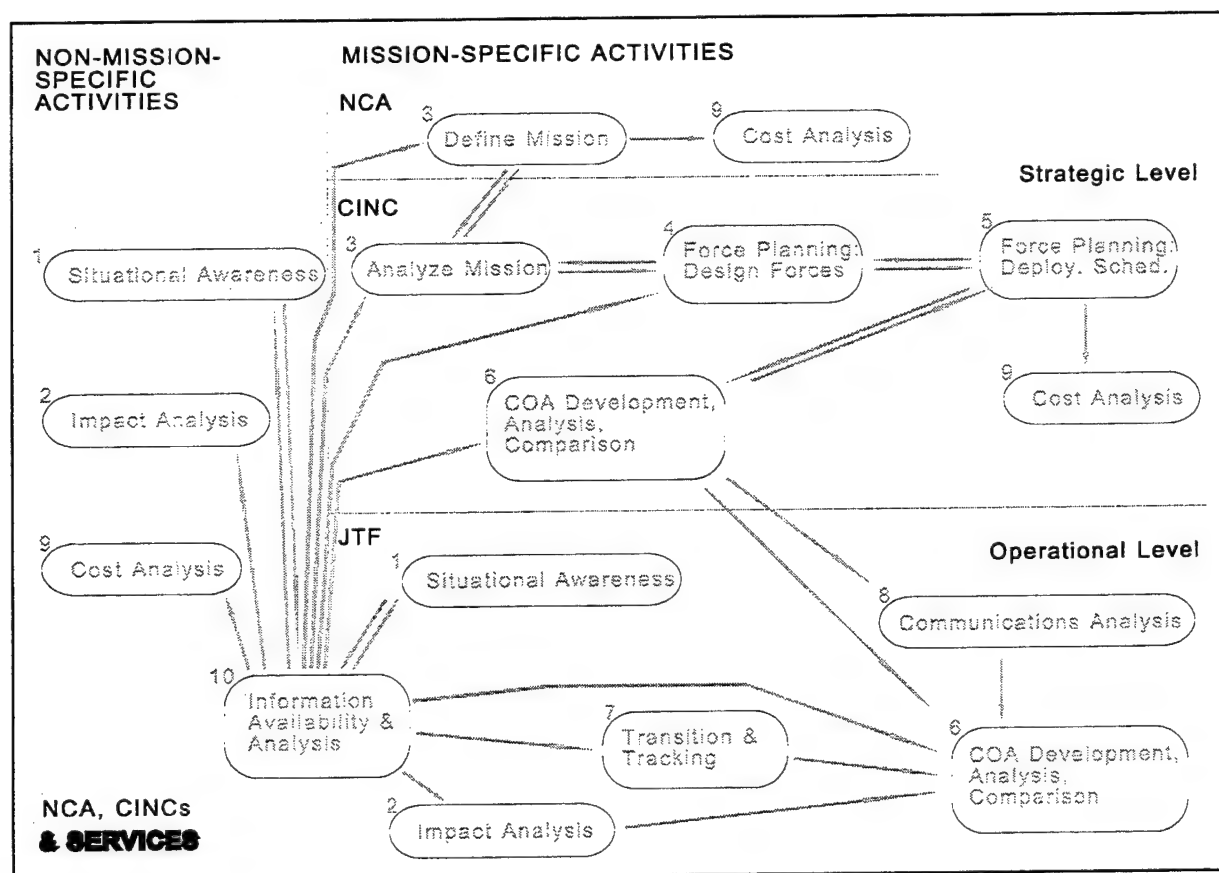 NON-MISSION-
SPECIFIC
ACTIVITIES
MISSION-SPECIFIC ACTIVITIES
NCA
3
Define Mission
9
Cost Analysis
Strategic Level
CINC
1
Situational Awareness
3
Analyze Mission
4
Force Planning:
Design Forces
5
Force Planning:
Deploy. Sched.
2
Impact Analysis
6
COA Development,
Analysis,
Comparison
9
Cost Analysis
JTF
Operational Level
9
Cost Analysis
1
Situational Awareness
8
Communications Analysis
10
Information
Availability &
Analysis
7
Transition &
Tracking
6
COA Development,
Analysis,
Comparison
2
Impact Analysis
NCA, CINCs
& SERVICES